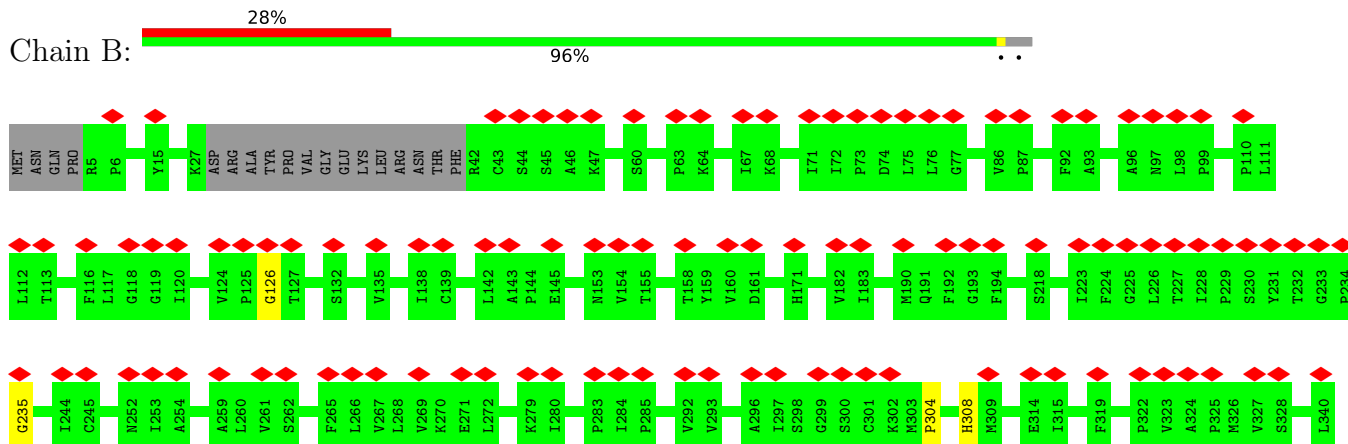 28%
Chain B:
96%
• •
MET ASN GLN PRO R5 P6 Y15 K27 ASP ARG ALA TYR PRO VAL GLY GLU LYS LEU ARG ASN THR PHE R42 C43 S44 S45 A46 K47 S60 P63 K64 I67 K68 I71 I72 P73 D74 L75 L76 G77 V86 P87 F92 A93 A96 N97 L98 P99 P110 L111
L112 T113 F116 L117 G118 G119 I120 V124 P125 G126 T127 S132 V135 I138 C139 L142 A143 P144 E145 N153 V154 T155 T158 Y159 V160 D161 H171 V182 I183 M190 Q191 F192 G193 F194 S218 I223 F224 G225 L226 T227 I228 P229 S230 Y231 T232 G233 P234
G235 I244 C245 N252 I253 A254 A259 L260 V261 S262 F265 L266 V267 L268 V269 K270 E271 L272 K279 I280 P283 I284 P285 V292 V293 A296 I297 S298 G299 S300 C301 K302 M303 P304 H308 M309 E314 I315 F319 P322 V323 A324 P325 M326 V327 S328 L340